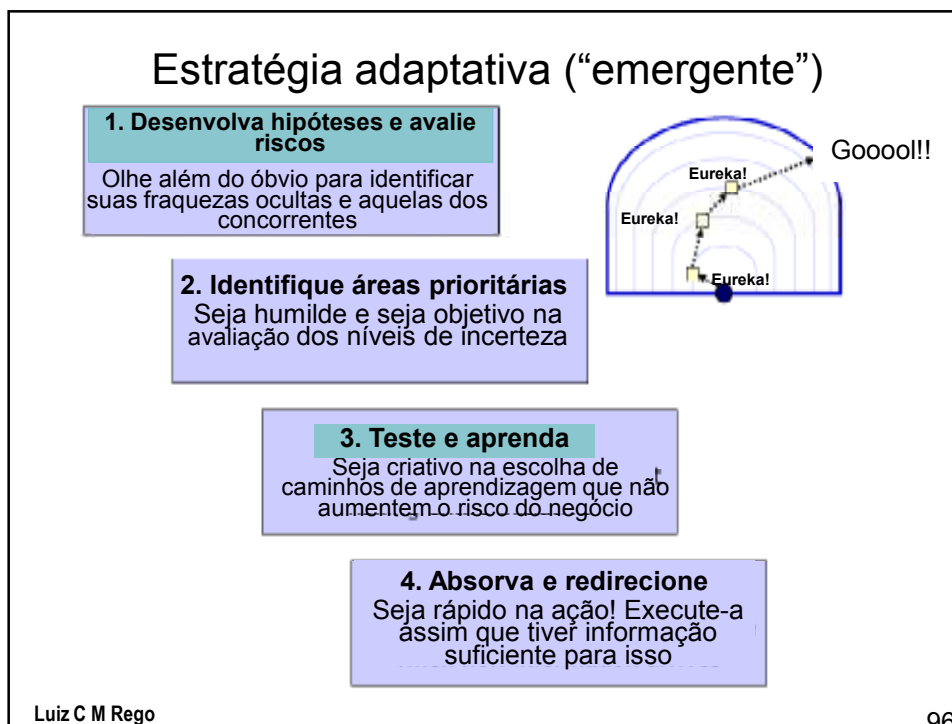 Estratégia adaptativa (“emergente”)
1. Desenvolva hipóteses e avalie
riscos
Olhe além do óbvio para identificar
suas fraquezas ocultas e aquelas dos
concorrentes
Gooool!!
Eureka!
Eureka!
Eureka!
2. Identifique áreas prioritárias
Seja humilde e seja objetivo na
avaliação dos níveis de incerteza
3. Teste e aprenda
Seja criativo na escolha de
caminhos de aprendizagem que não
aumentem o risco do negócio
4. Absorva e redirecione
Seja rápido na ação! Execute-a
assim que tiver informação
suficiente para isso
Luiz C M Rego
96